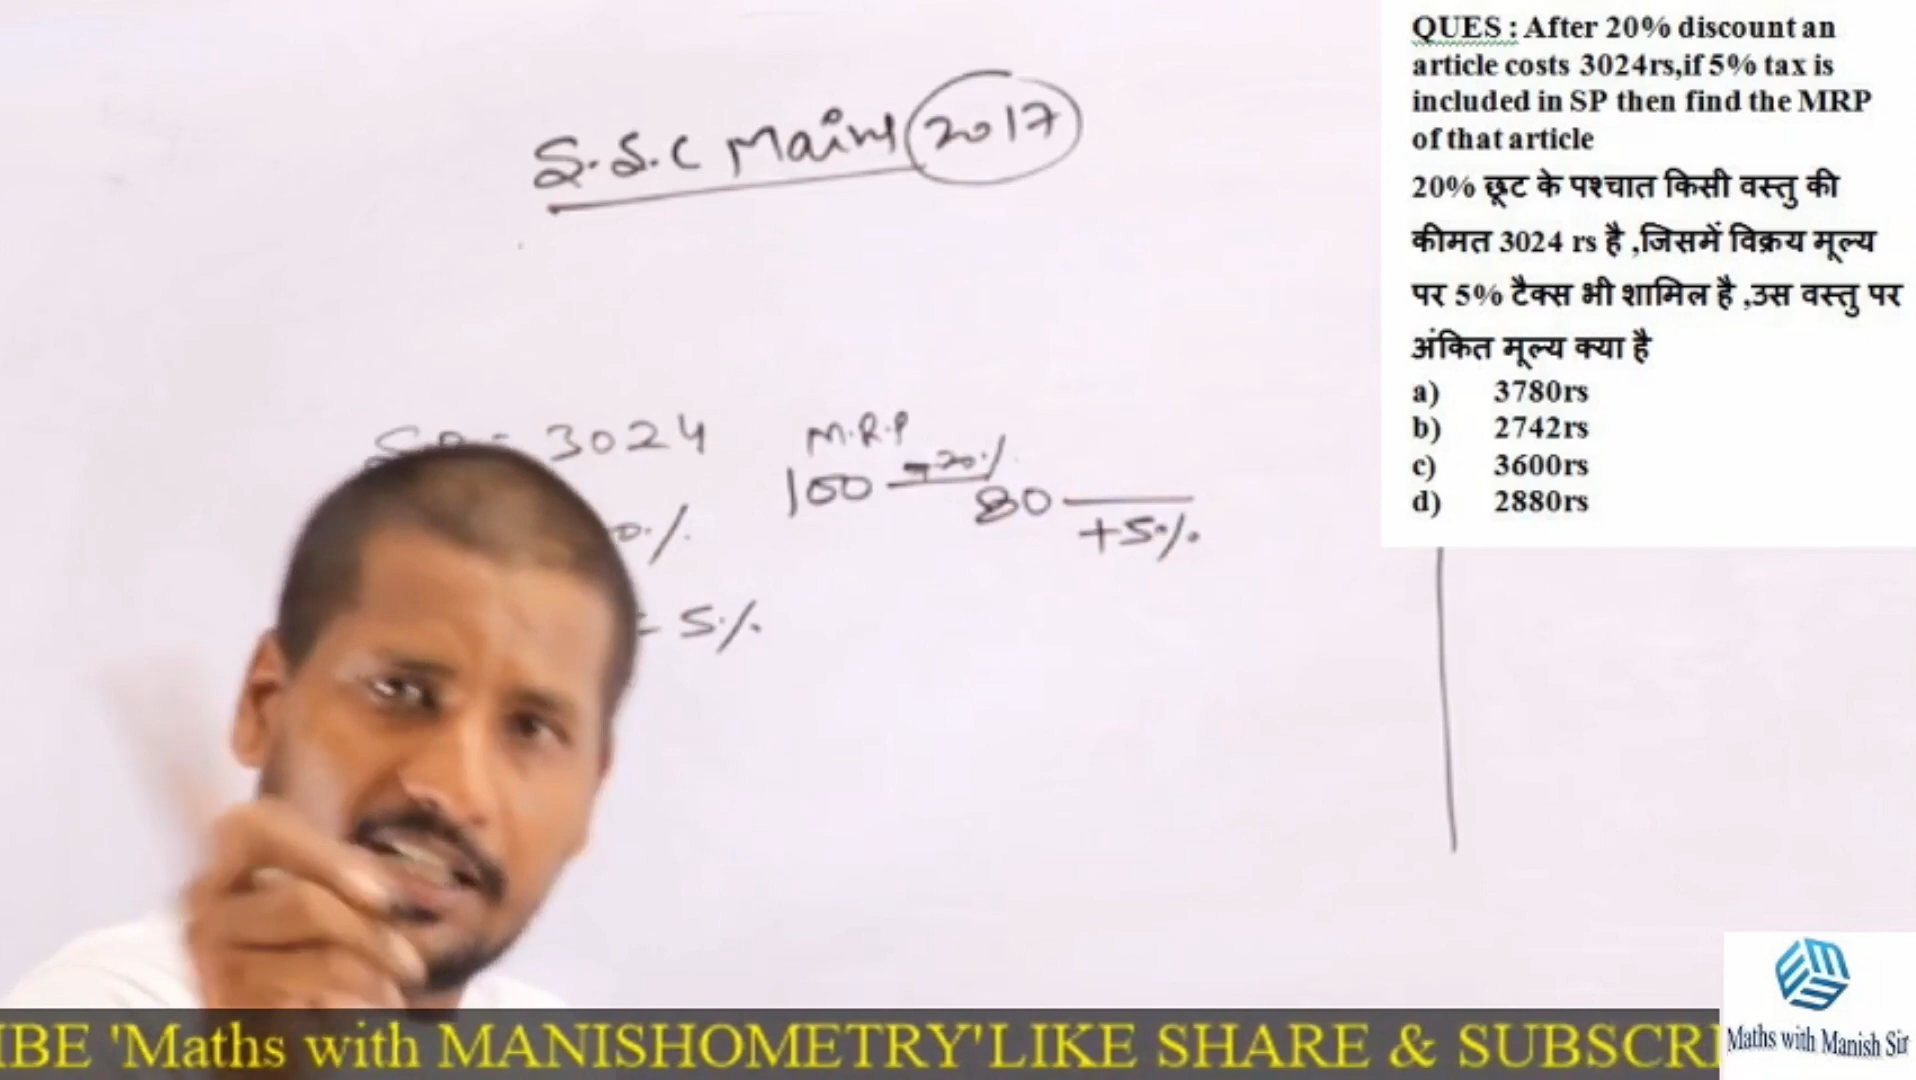 S.S.C Mains 2017
QUES : After 20% discount an
article costs 3024rs,if 5% tax is
included in SP then find the MRP
of that article
20% छूट के पश्चात किसी वस्तु की
कीमत 3024 rs है ,जिसमें विक्रय मूल्य
पर 5% टैक्स भी शामिल है ,उस वस्तु पर
अंकित मूल्य क्या है
a) 3780rs
b) 2742rs
c) 3600rs
d) 2880rs
3024
M.R.P
100 -20% 80
+5%
0%
= 5%
IBE 'Maths with MANISHOMETRY'LIKE SHARE & SUBSCRI
Maths with Manish Sir